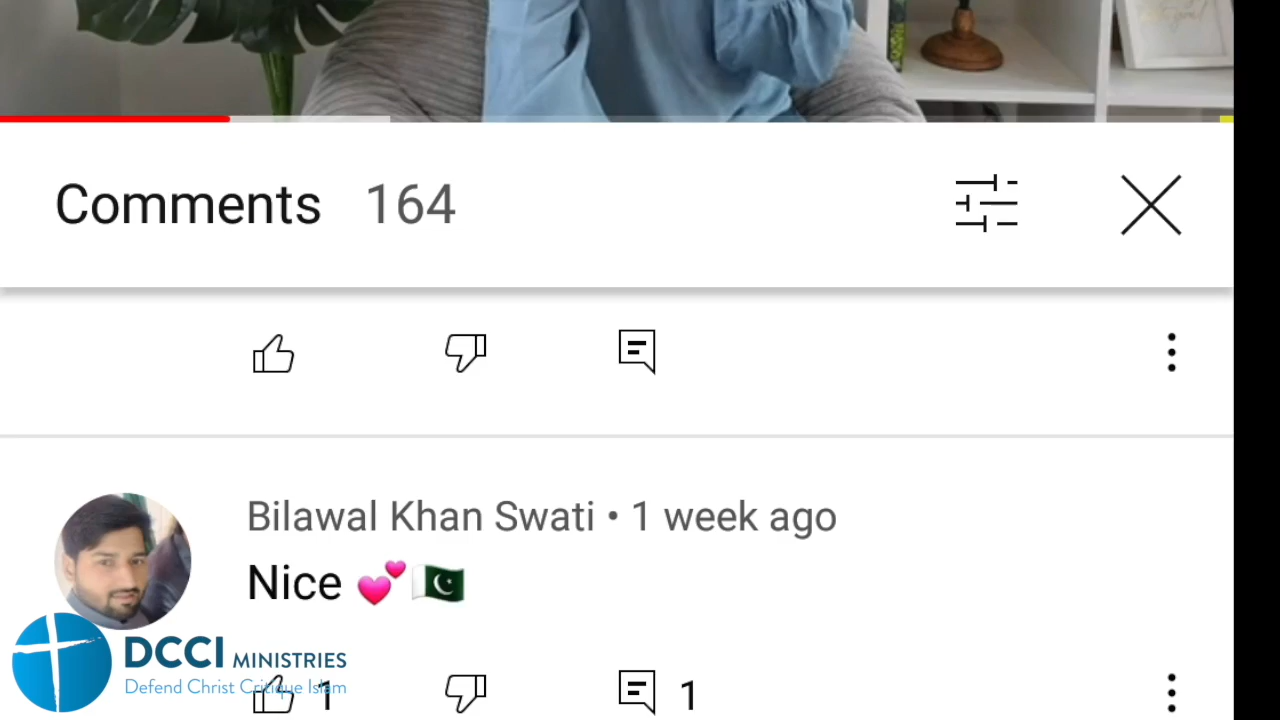 Comments 164
Bilawal Khan Swati • 1 week ago
Nice 💕🇵🇰
DCCI MINISTRIES
Defend Christ Critique Islam
1 1